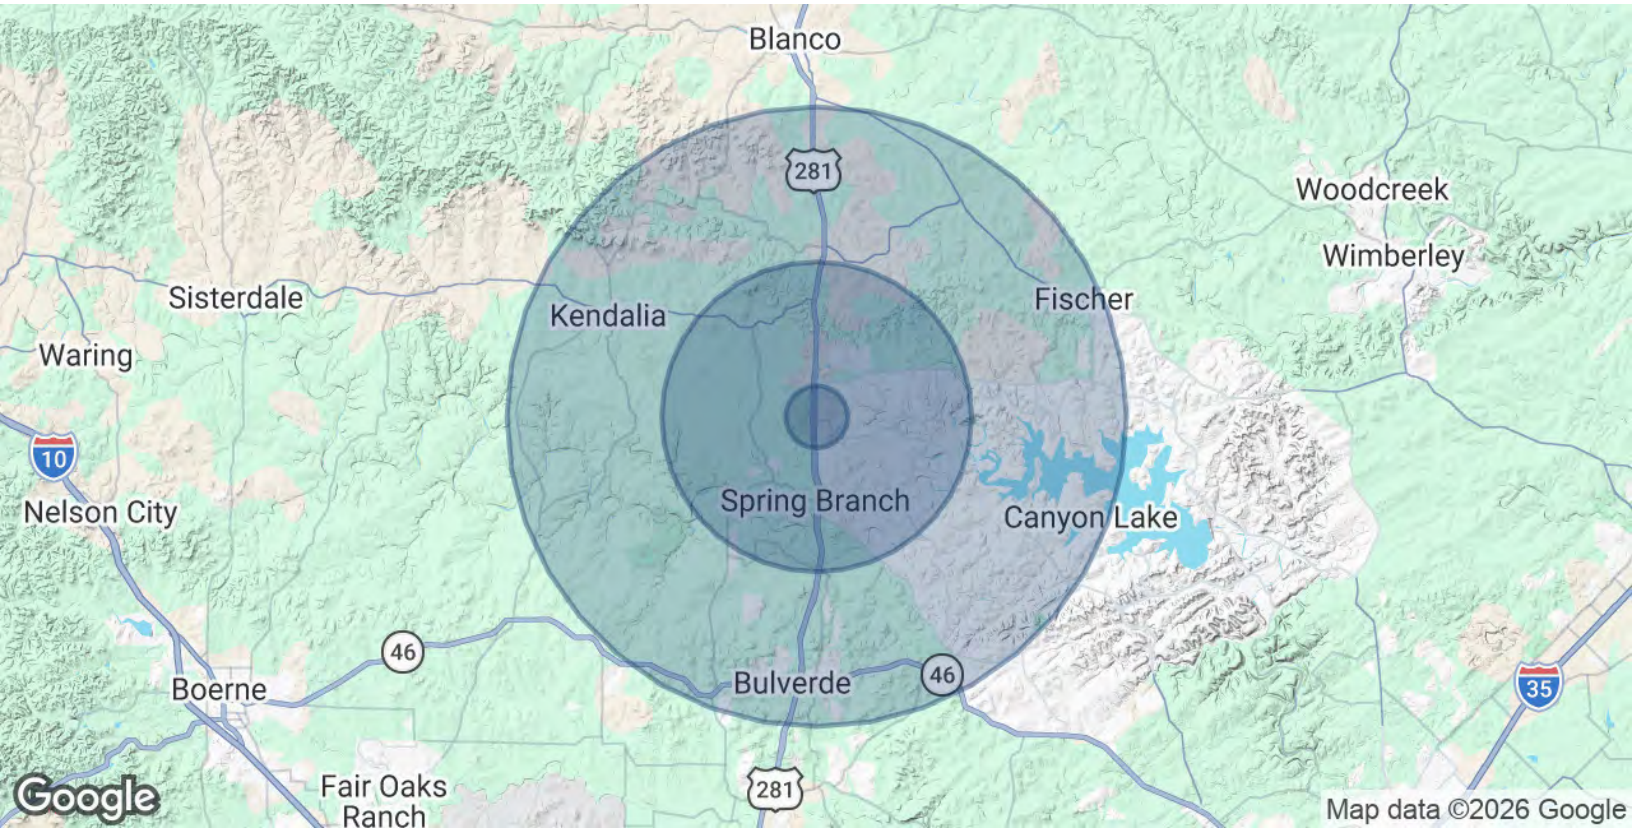 Blanco
281
Woodcreek
Wimberley
Sisterdale
Kendalia
Fischer
Waring
10
Nelson City
Spring Branch
Canyon Lake
46
Bulverde
46
Boerne
35
Fair Oaks
Ranch
281
Google
Map data ©2026 Google